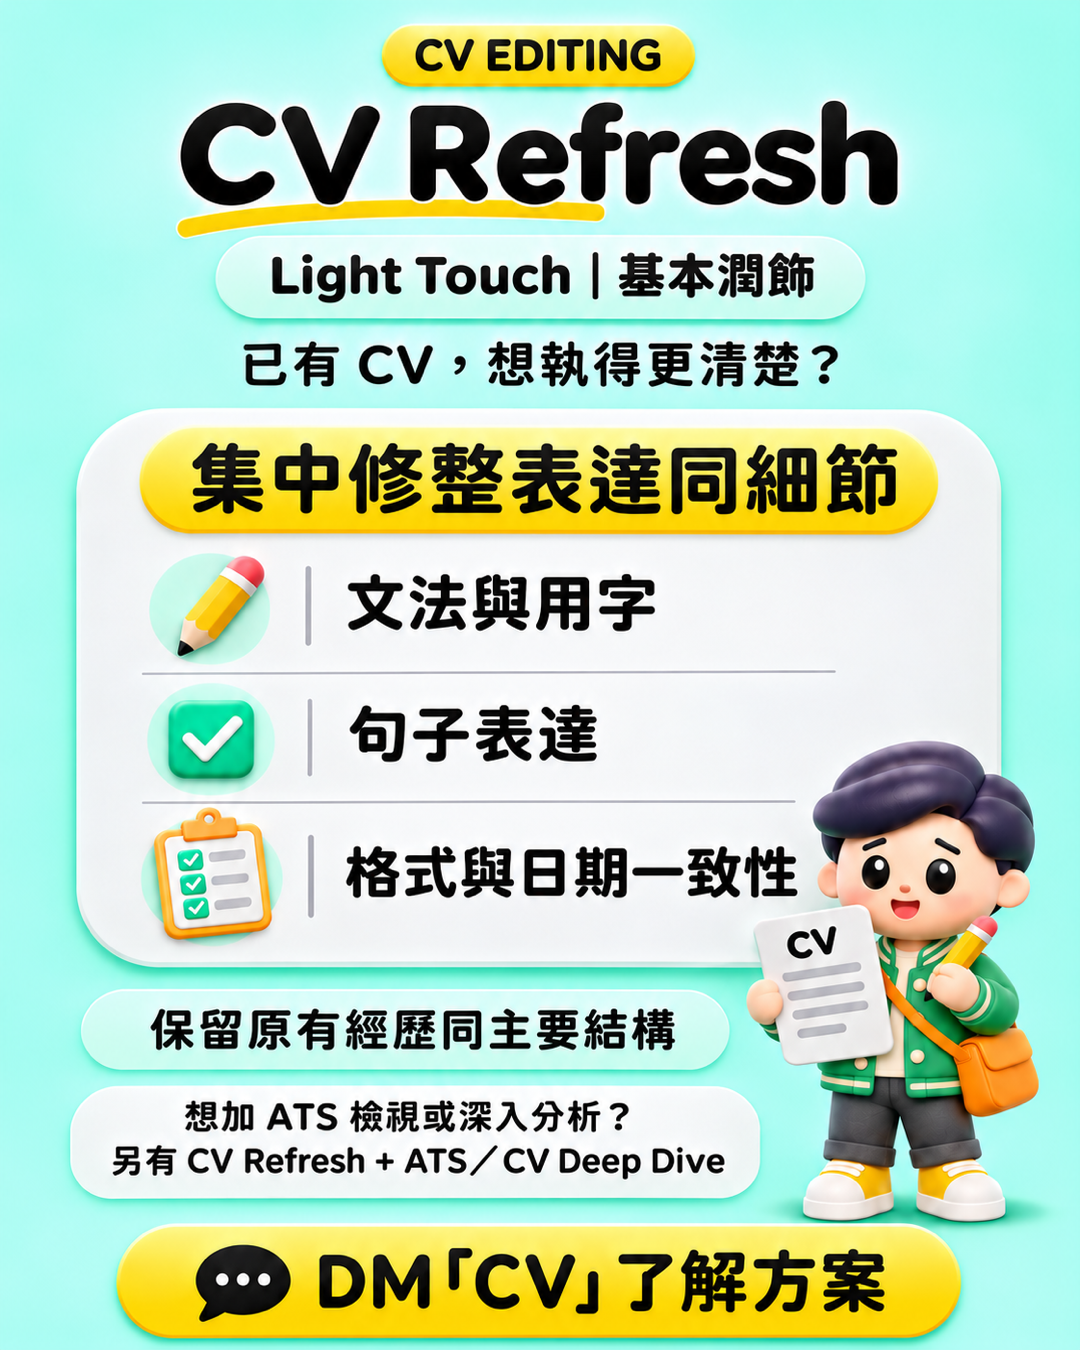 CV EDITING
CV Refresh
Light Touch｜基本潤飾
已有 CV，想執得更清楚？
集中修整表達同細節
文法與用字
句子表達
格式與日期一致性
CV
保留原有經歷同主要結構
想加 ATS 檢視或深入分析？
另有 CV Refresh + ATS／CV Deep Dive
DM「CV」了解方案